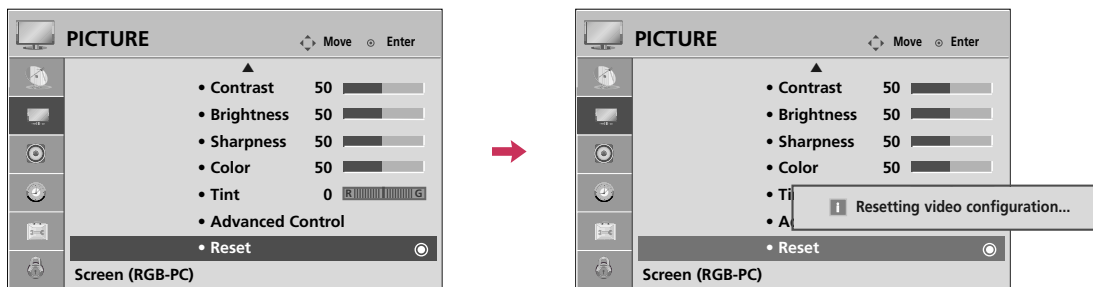 PICTURE Move Enter
• Contrast 50
• Brightness 50
• Sharpness 50
• Color 50
• Tint 0 R G
• Advanced Control
• Reset
Screen (RGB-PC)
PICTURE Move Enter
• Contrast 50
• Brightness 50
• Sharpness 50
• Color 50
• Ti
• A
i Resetting video configuration...
• Reset
Screen (RGB-PC)